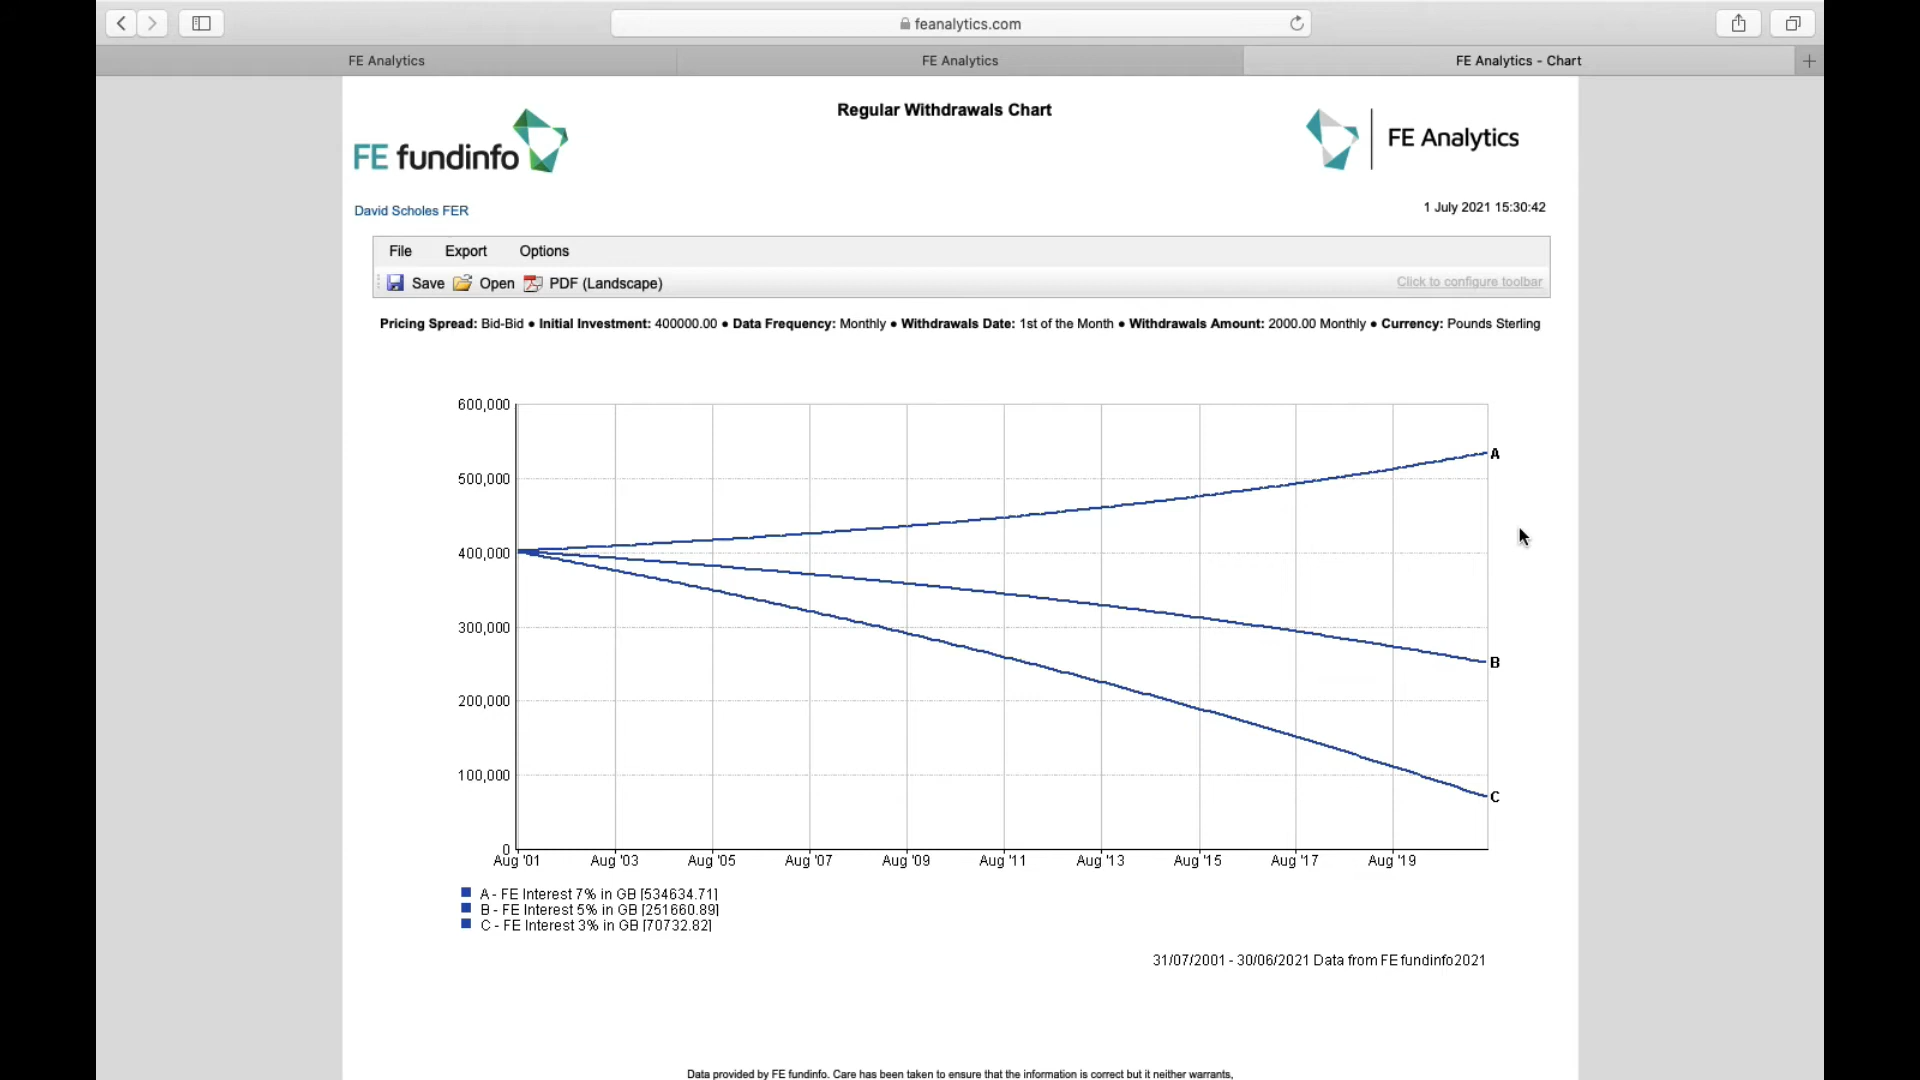 feanalytics.com
FE Analytics
FE Analytics
FE Analytics - Chart
Regular Withdrawals Chart
FE fundinfo
FE Analytics
David Scholes FER
1 July 2021 15:30:42
File Export Options
Save Open PDF (Landscape)
Click to configure toolbar
Pricing Spread: Bid-Bid ● Initial Investment: 400000.00 ● Data Frequency: Monthly ● Withdrawals Date: 1st of the Month ● Withdrawals Amount: 2000.00 Monthly ● Currency: Pounds Sterling
600,000
500,000
400,000
300,000
200,000
100,000
0
A
B
C
Aug '01 Aug '03 Aug '05 Aug '07 Aug '09 Aug '11 Aug '13 Aug '15 Aug '17 Aug '19
A - FE Interest 7% in GB [534634.71]
B - FE Interest 5% in GB [251660.89]
C - FE Interest 3% in GB [70732.82]
31/07/2001 - 30/06/2021 Data from FE fundinfo2021
Data provided by FE fundinfo. Care has been taken to ensure that the information is correct but it neither warrants,